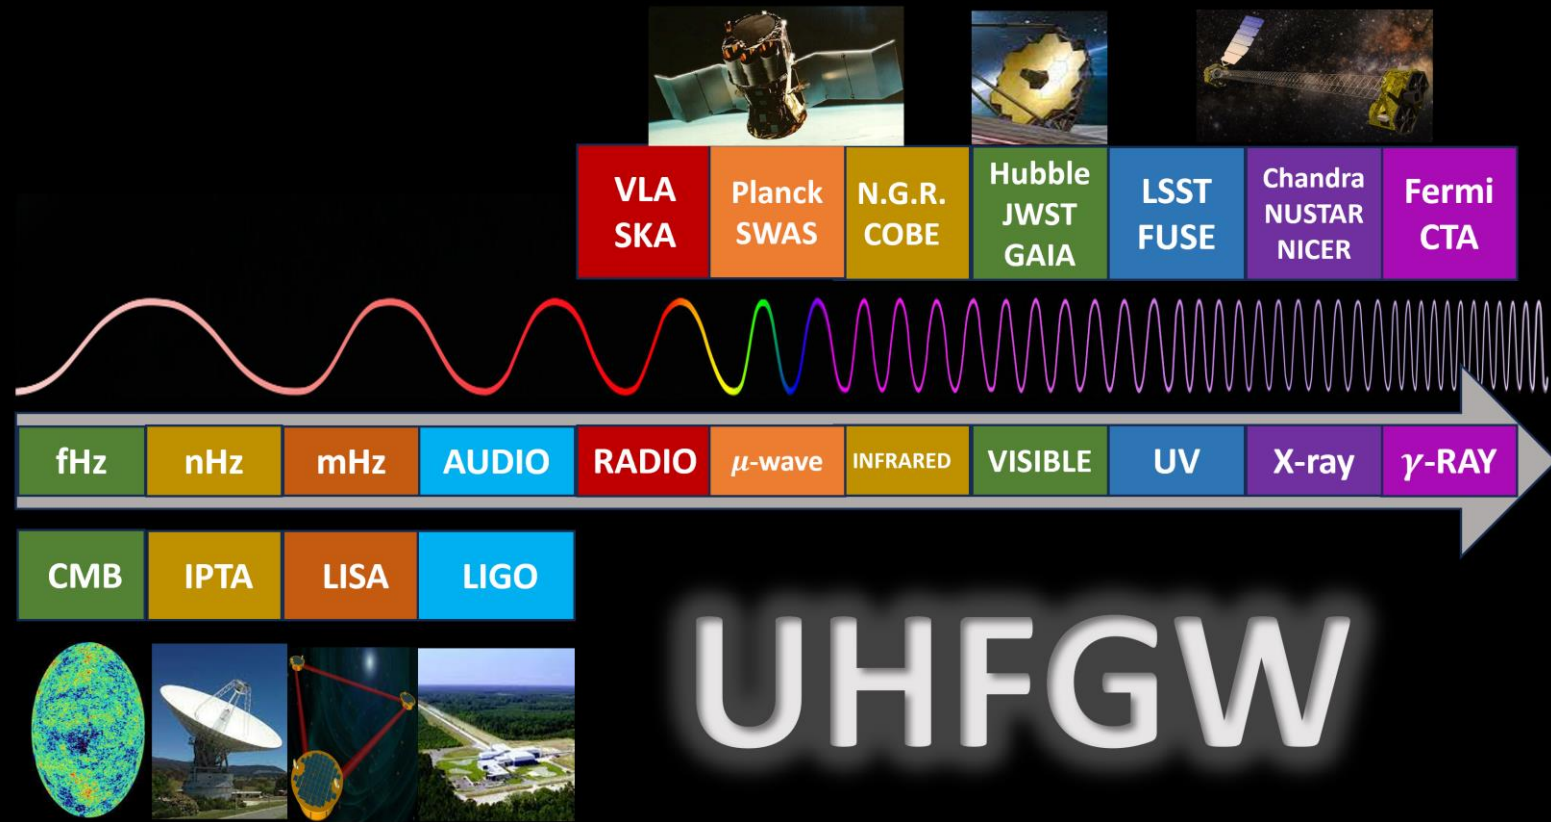 VLA
SKA
Planck
SWAS
N.G.R.
COBE
Hubble
JWST
GAIA
LSST
FUSE
Chandra
NUSTAR
NICER
Fermi
CTA
fHz
nHz
mHz
AUDIO
RADIO
μ-wave
INFRARED
VISIBLE
UV
X-ray
γ-RAY
CMB
IPTA
LISA
LIGO
UHFGW